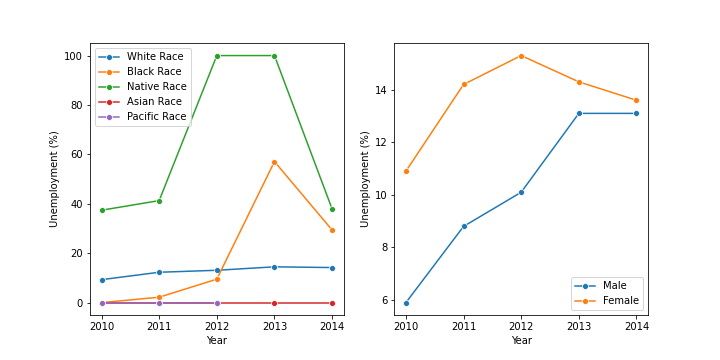 White Race
Black Race
Native Race
Asian Race
Pacific Race
Unemployment (%)
100
80
60
40
20
0
2010 2011 2012 2013 2014
Year
Unemployment (%)
14
12
10
8
6
Male
Female
2010 2011 2012 2013 2014
Year